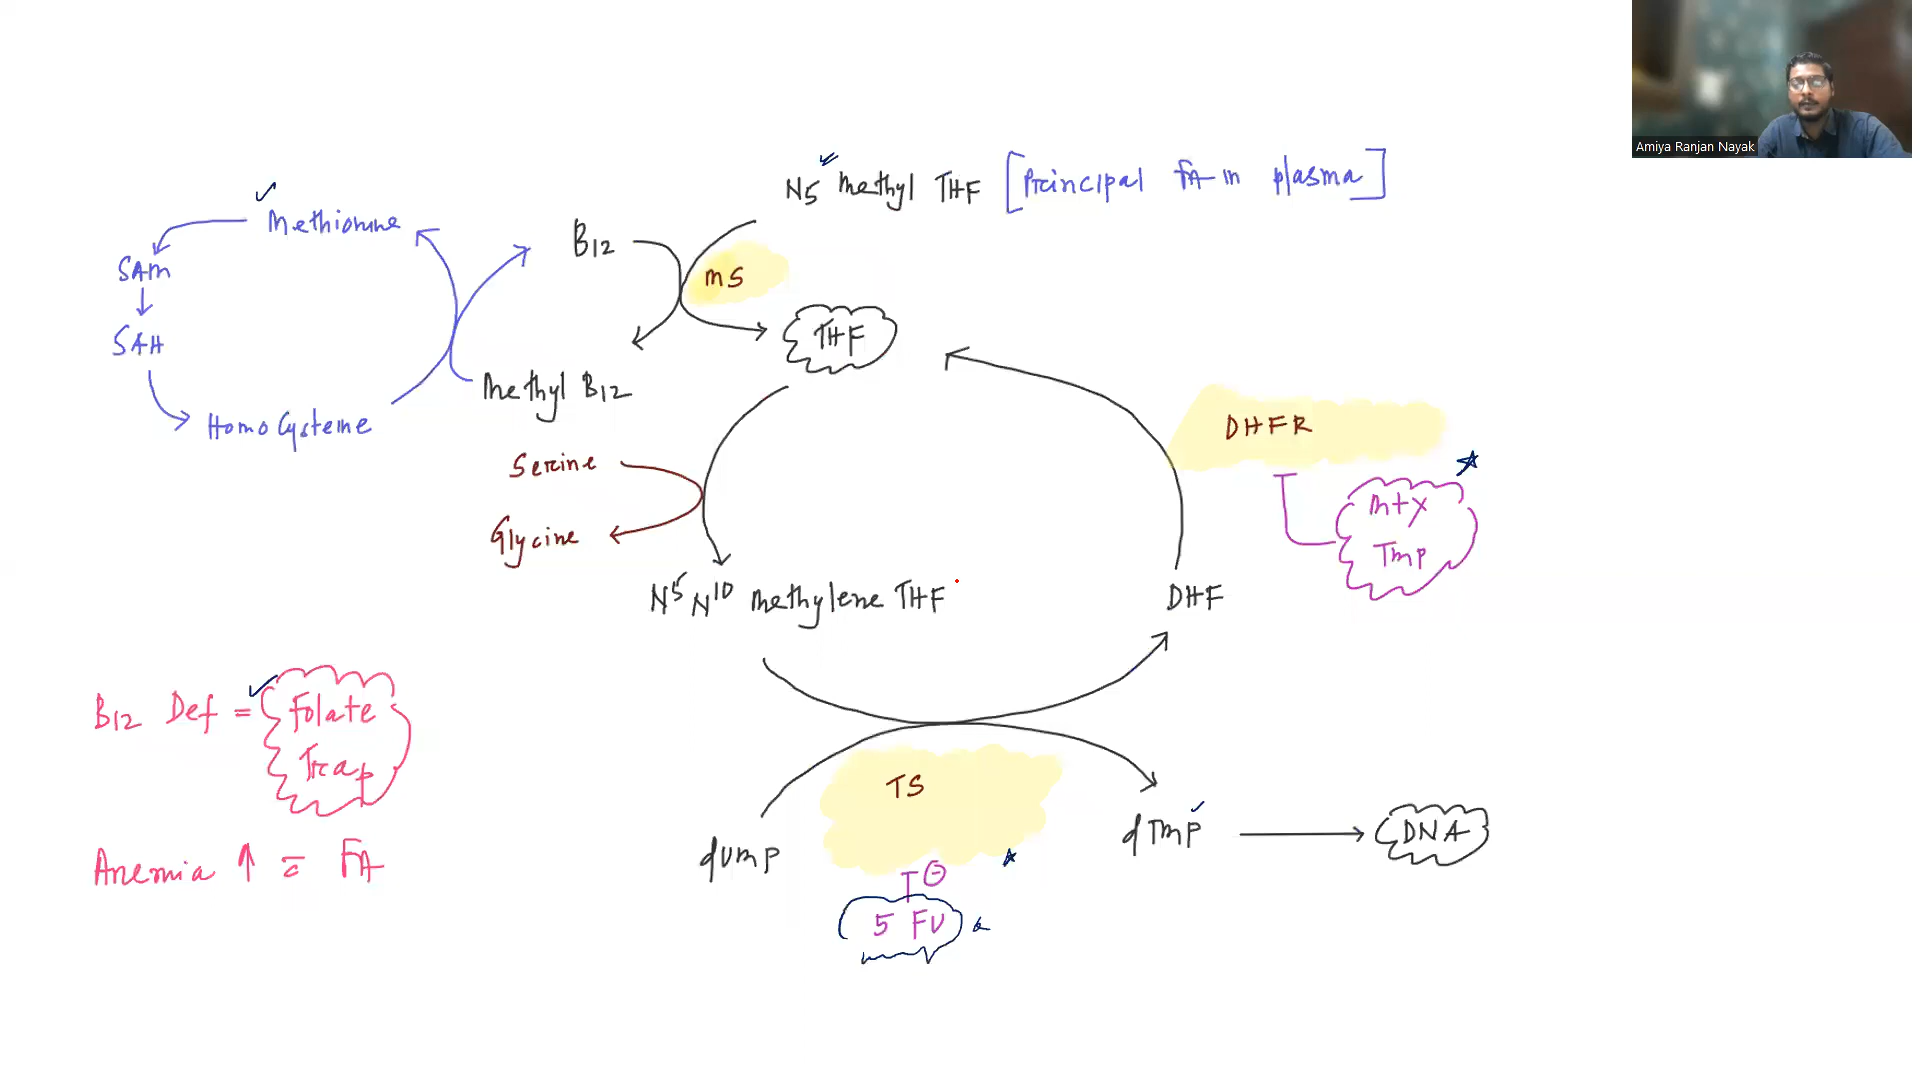 Amiya Ranjan Nayak
N5 Methyl THF [Principal FA in plasma]
Methionine
B12
MS
SAM
SAH
THF
Methyl B12
Homocysteine
DHFR
Serine
mtx
Tmp
Glycine
N5 N10 methylene THF
DHF
B12 Def = Folate
Trap
TS
dump
dTmp
DNA
Anemia ↑ = FA
5 FU